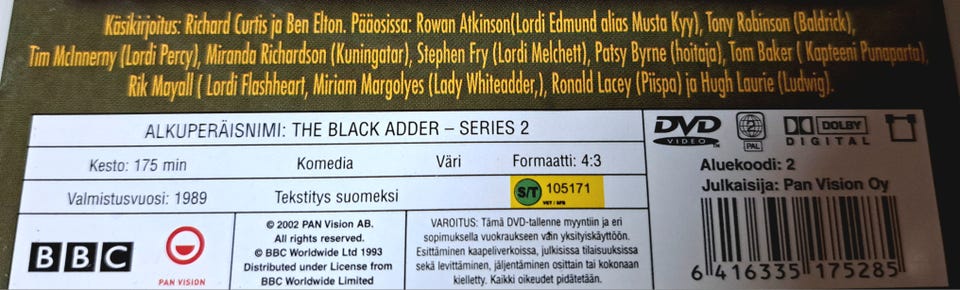 Käsikirjoitus: Richard Curtis ja Ben Elton. Pääosissa: Rowan Atkinson(Lordi Edmund alias Musta Kyy), Tony Robinson (Baldrick),
Tim McInnerny (Lordi Percy), Miranda Richardson (Kuningatar), Stephen Fry (Lordi Melchett), Patsy Byrne (hoitaja), Tom Baker ( Kapteeni Punaparta),
Rik Mayall ( Lordi Flashheart, Miriam Margolyes (Lady Whiteadder,), Ronald Lacey (Piispa) ja Hugh Laurie (Ludwig).
ALKUPERÄISNIMI: THE BLACK ADDER – SERIES 2
Kesto: 175 min Komedia Väri Formaatti: 4:3
Valmistusvuosi: 1989 Tekstitys suomeksi S/T 105171
VET / SFB
BBC
PAN VISION
© 2002 PAN Vision AB.
All rights reserved.
© BBC Worldwide Ltd 1993
Distributed under License from
BBC Worldwide Limited
VAROITUS: Tämä DVD-tallenne myyntiin ja eri
sopimuksella vuokraukseen vain yksityiskäyttöön.
Esittäminen kaapeliverkoissa, julkisissa tilaisuuksissa
sekä levittäminen, jäljentäminen osittain tai kokonaan
kielletty. Kaikki oikeudet pidätetään.
DVD VIDEO 2 PAL DOLBY DIGITAL
Aluekoodi: 2
Julkaisija: Pan Vision Oy
6 416335 175285